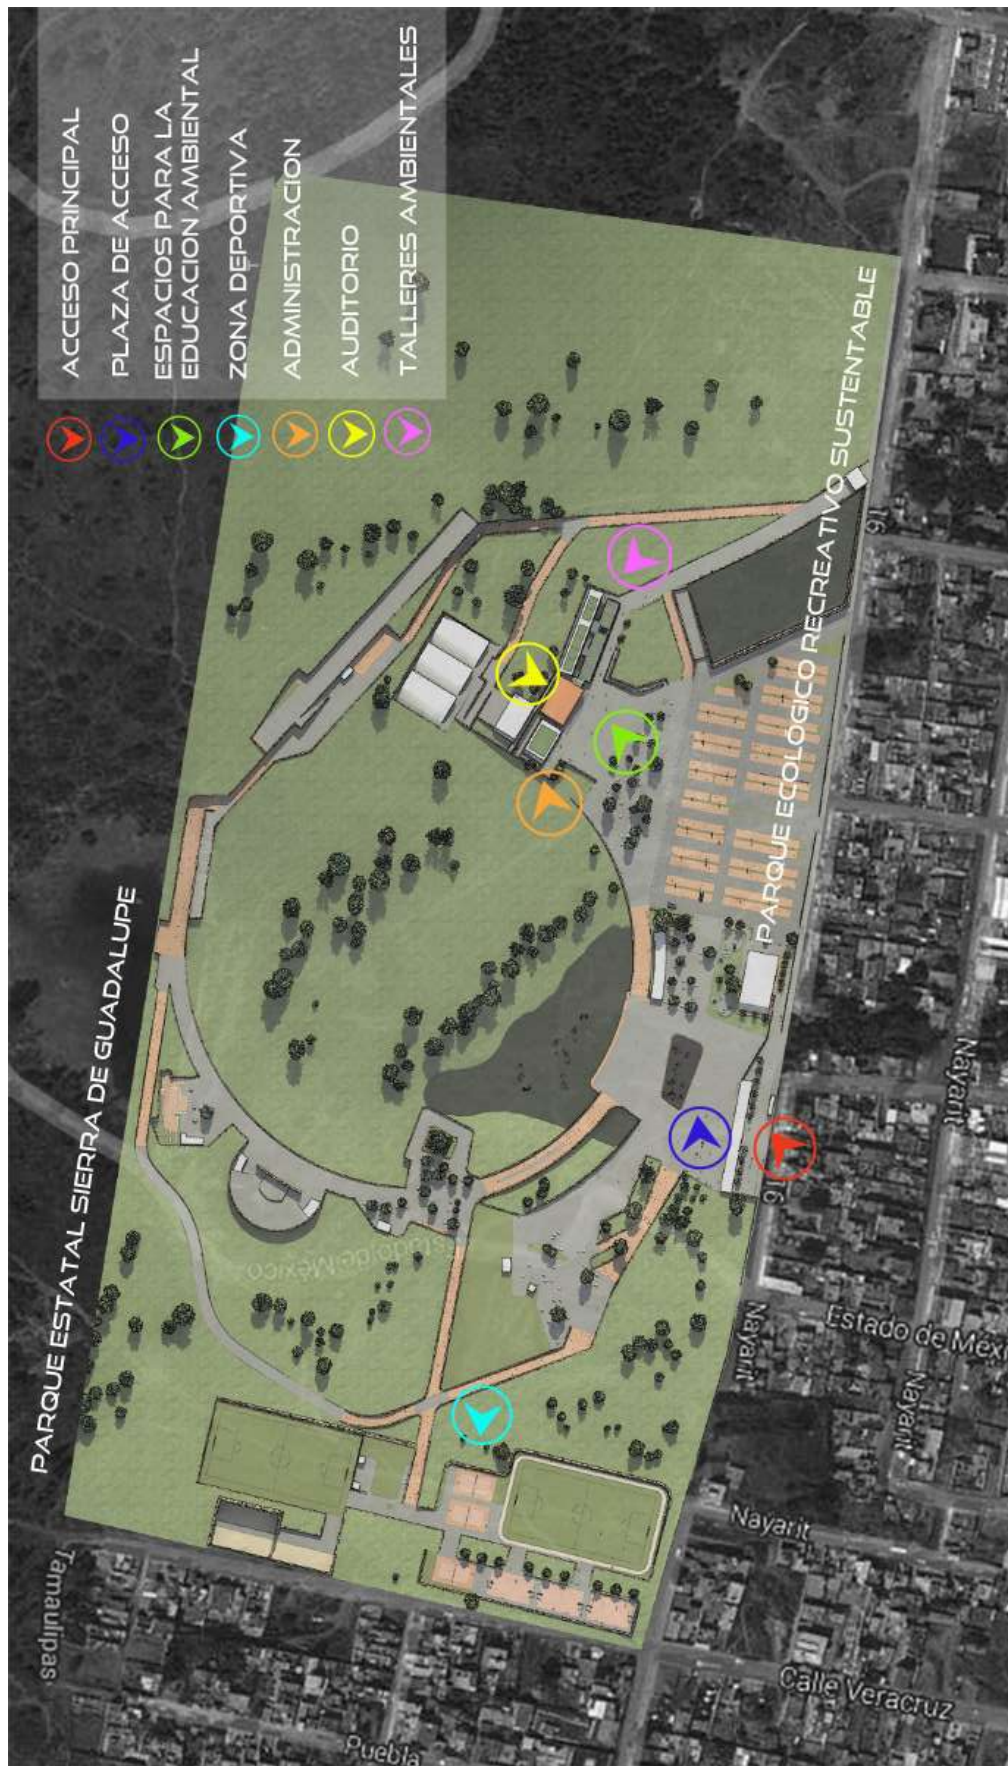 ACCESO PRINCIPAL
PLAZA DE ACCESO
ESPACIOS PARA LA
EDUCACION AMBIENTAL
ZONA DEPORTIVA
ADMINISTRACION
AUDITORIO
TALLERES AMBIENTALES
PARQUE ESTATAL SIERRA DE GUADALUPE
PARQUE ECOLOGICO RECREATIVO SUSTENTABLE
Tamaulipas
Puebla
Calle Veracruz
Nayarit
Nayarit
Nayarit
Nayarit
Estado de Méxi
Estado de México
16
16